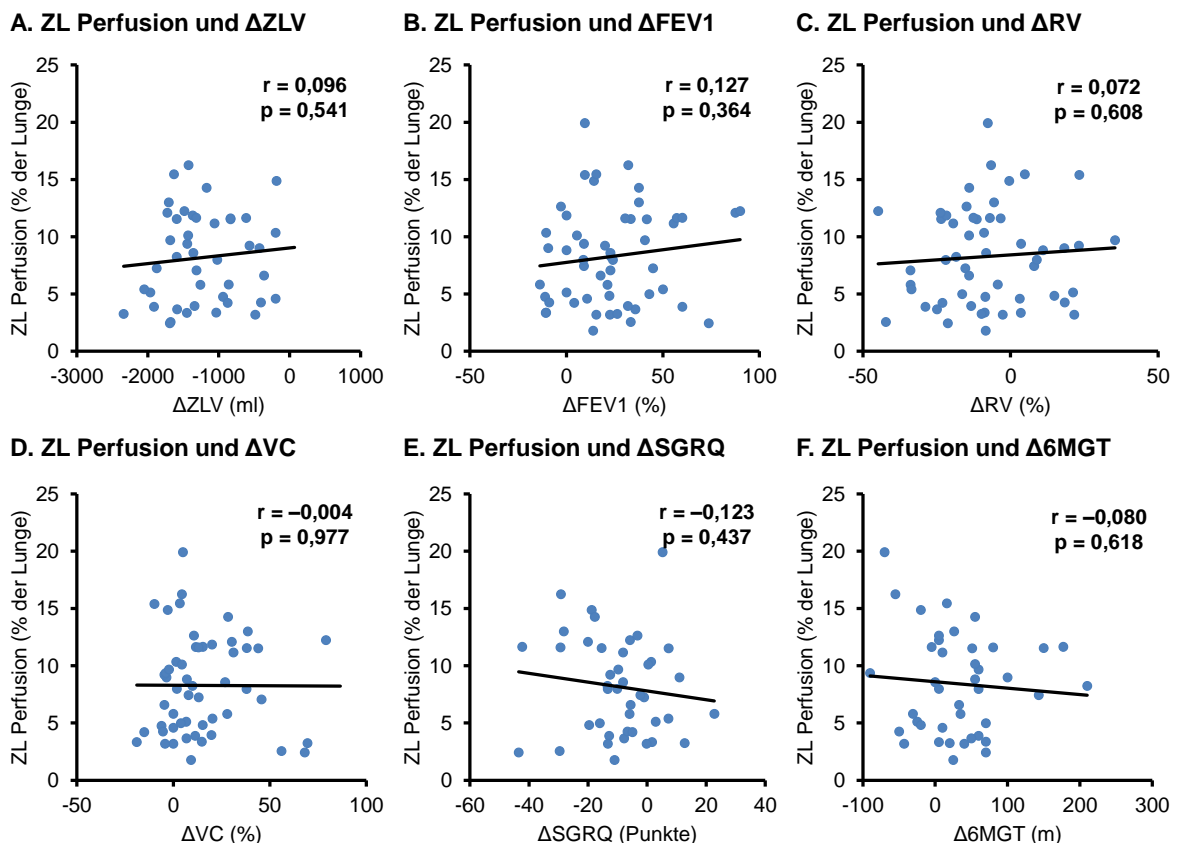 A. ZL Perfusion und ΔZLV
ZL Perfusion (% der Lunge)
25
20
15
10
5
0
r = 0,096
p = 0,541
-3000 -2000 -1000 0 1000
ΔZLV (ml)
B. ZL Perfusion und ΔFEV1
ZL Perfusion (% der Lunge)
25
20
15
10
5
0
r = 0,127
p = 0,364
-50 0 50 100
ΔFEV1 (%)
C. ZL Perfusion und ΔRV
ZL Perfusion (% der Lunge)
25
20
15
10
5
0
r = 0,072
p = 0,608
-50 0 50
ΔRV (%)
D. ZL Perfusion und ΔVC
ZL Perfusion (% der Lunge)
25
20
15
10
5
0
r = –0,004
p = 0,977
-50 0 50 100
ΔVC (%)
E. ZL Perfusion und ΔSGRQ
ZL Perfusion (% der Lunge)
25
20
15
10
5
0
r = –0,123
p = 0,437
-60 -40 -20 0 20 40
ΔSGRQ (Punkte)
F. ZL Perfusion und Δ6MGT
ZL Perfusion (% der Lunge)
25
20
15
10
5
0
r = –0,080
p = 0,618
-100 0 100 200 300
Δ6MGT (m)